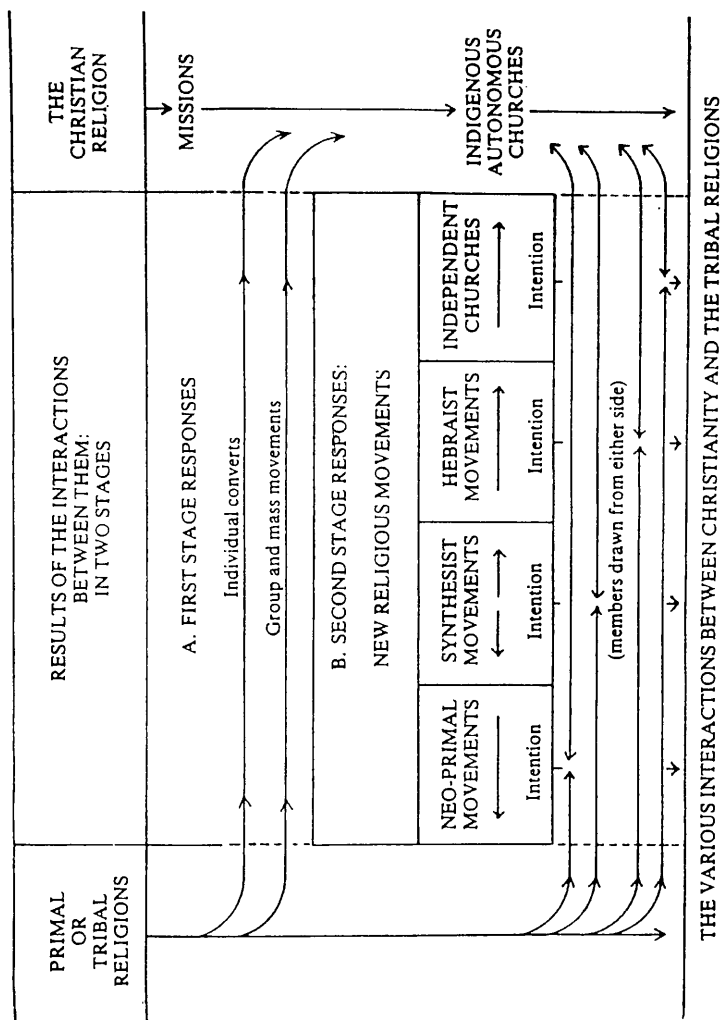 PRIMAL
OR
TRIBAL
RELIGIONS
RESULTS OF THE INTERACTIONS
BETWEEN THEM:
IN TWO STAGES
THE
CHRISTIAN
RELIGION
A. FIRST STAGE RESPONSES
MISSIONS
Individual converts
Group and mass movements
B. SECOND STAGE RESPONSES:
NEW RELIGIOUS MOVEMENTS
NEO-PRIMAL
MOVEMENTS
Intention
SYNTHESIST
MOVEMENTS
Intention
HEBRAIST
MOVEMENTS
Intention
INDEPENDENT
CHURCHES
Intention
INDIGENOUS
AUTONOMOUS
CHURCHES
(members drawn from either side)
THE VARIOUS INTERACTIONS BETWEEN CHRISTIANITY AND THE TRIBAL RELIGIONS